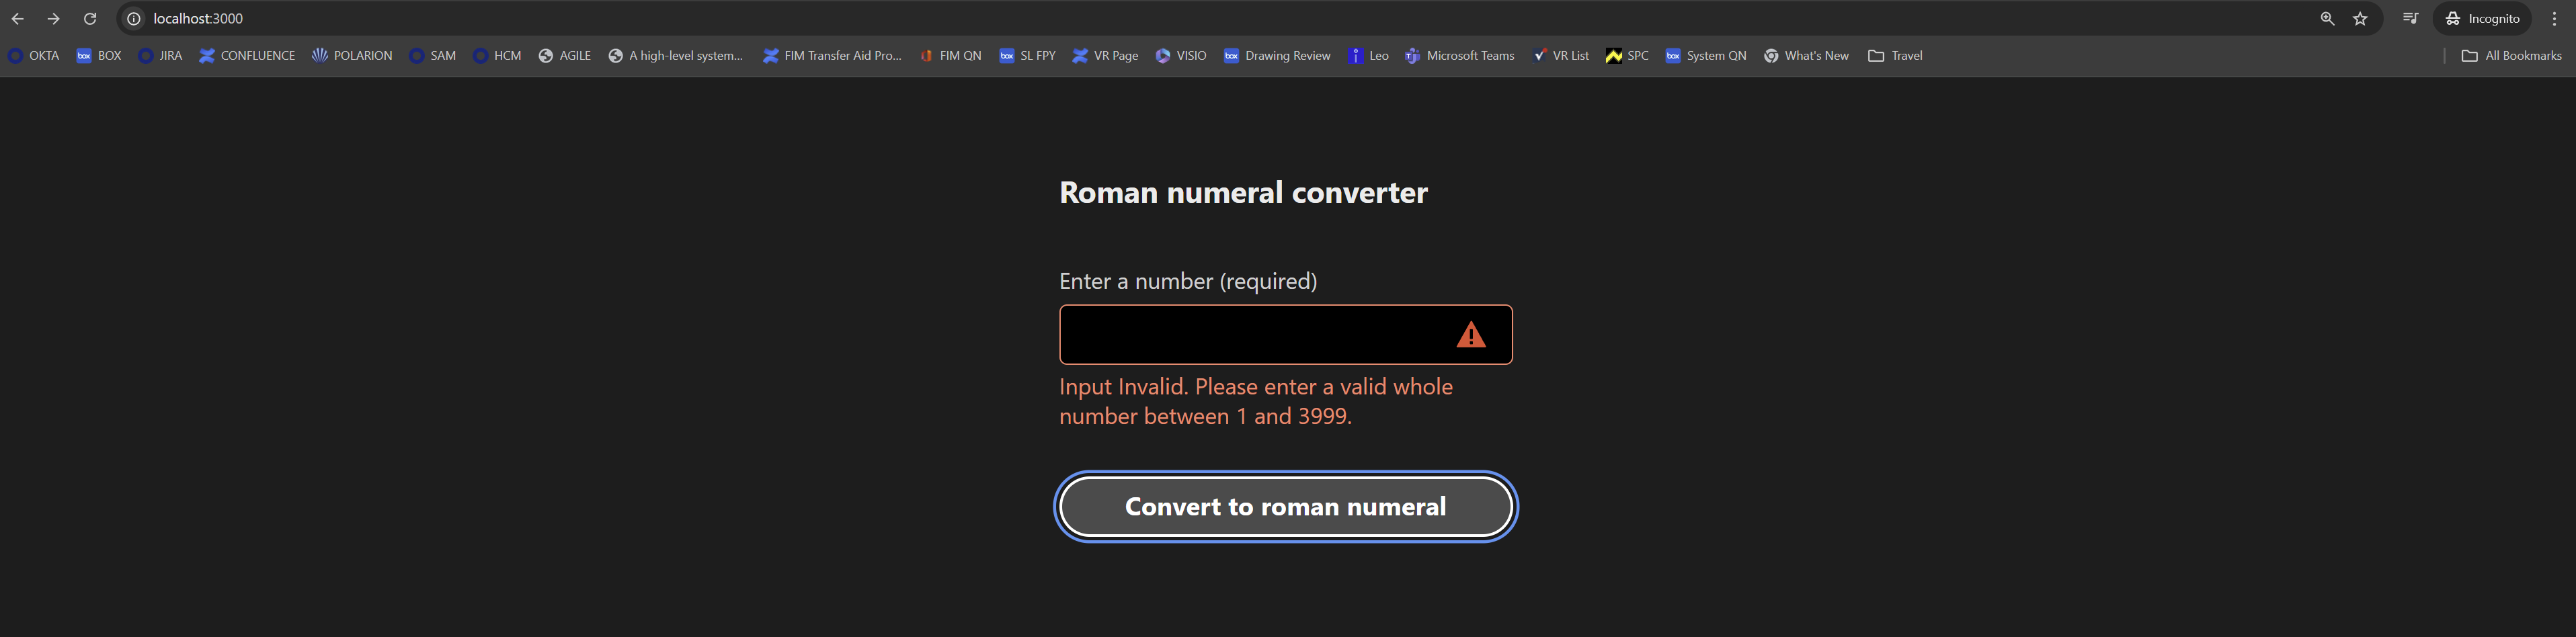 localhost:3000
Incognito
OKTA BOX JIRA CONFLUENCE POLARION SAM HCM AGILE A high-level system... FIM Transfer Aid Pro... FIM QN SL FPY VR Page VISIO Drawing Review Leo Microsoft Teams VR List SPC System QN What's New Travel All Bookmarks
Roman numeral converter
Enter a number (required)
Input Invalid. Please enter a valid whole
number between 1 and 3999.
Convert to roman numeral